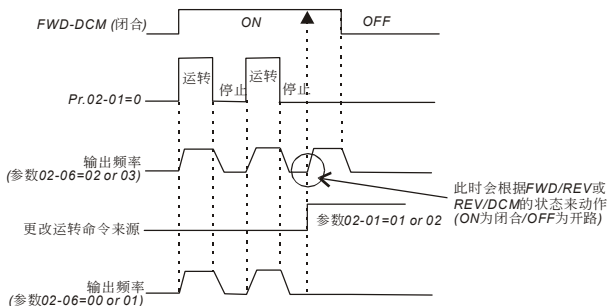 FWD-DCM (闭合)
ON
OFF
Pr.02-01=0
运转
停止
运转
停止
输出频率
(参数02-06=02 or 03)
此时会根据FWD/REV或
REV/DCM的状态来动作
(ON为闭合/OFF为开路)
更改运转命令来源
参数02-01=01 or 02
输出频率
(参数02-06=00 or 01)